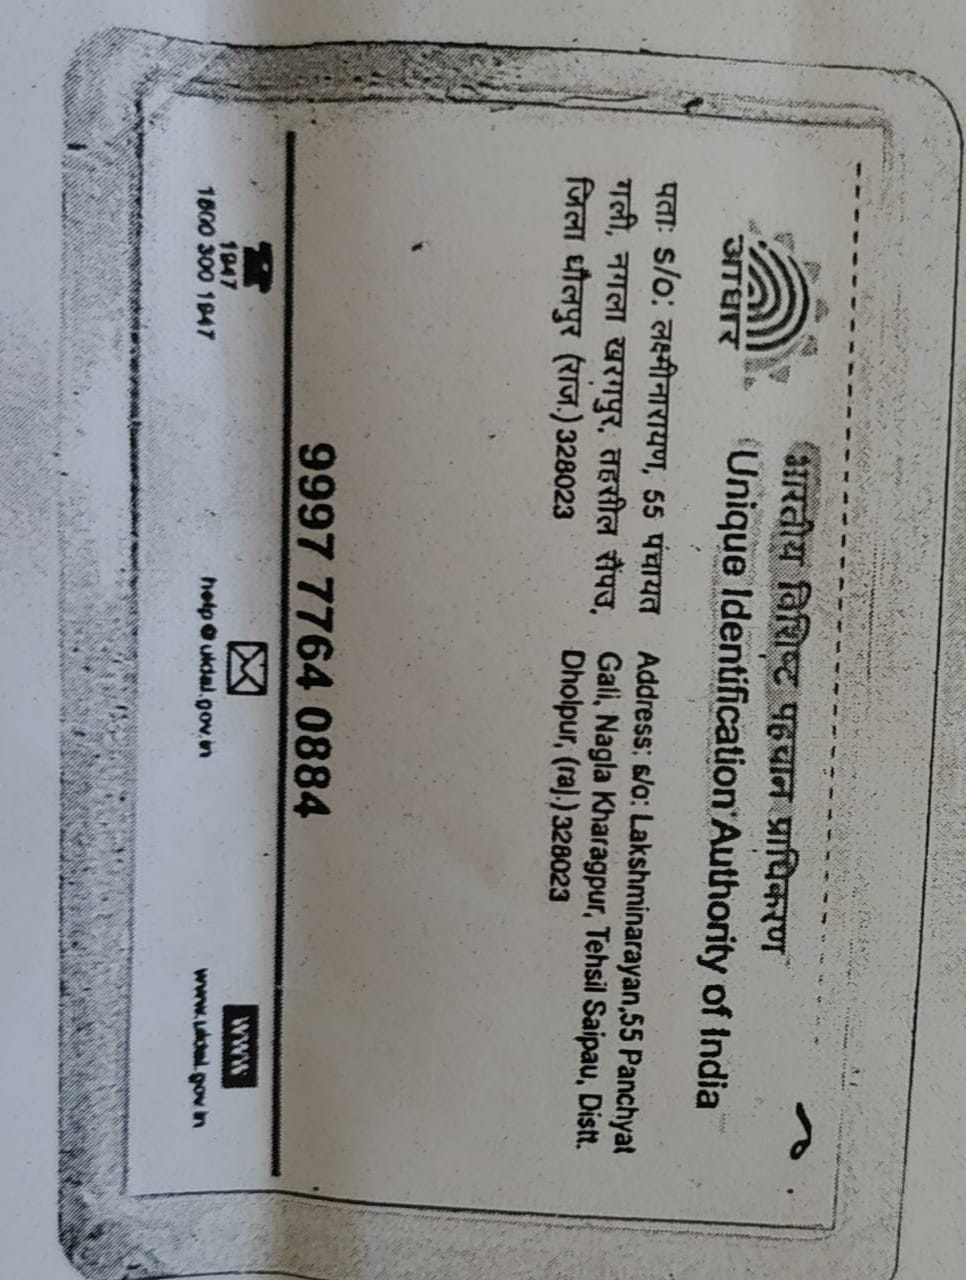 भारतीय विशिष्ट पहचान प्राधिकरण
Unique Identification Authority of India
आधार
पताः S/O: लक्ष्मीनारायण, 55 पंचायत
गली, नगला खरगपुर, तहसील सैंपउ,
जिला धौलपुर (राज.) 328023
Address: S/o: Lakshminarayan,55 Panchyat
Gali, Nagla Kharagpur, Tehsil Saipau, Distt.
Dholpur, (raj.) 328023
9997 7764 0884
1947
1800 300 1947
help@uidai.gov.in
www
www.uidai.gov.in